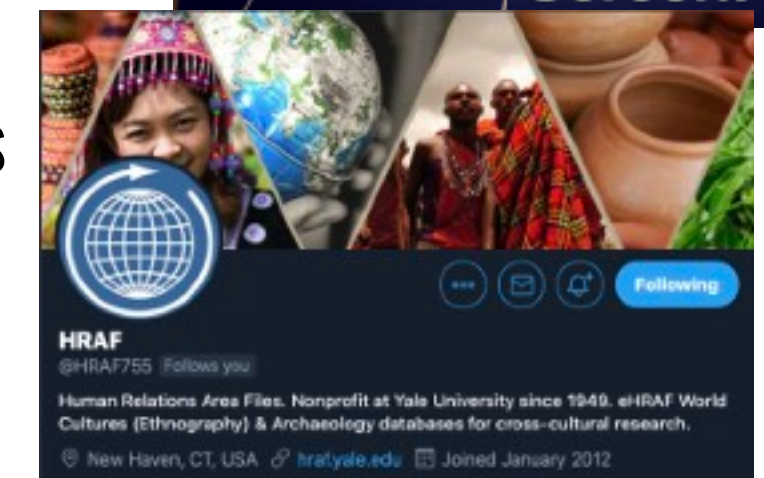 s
Following
HRAF
@HRAF755 Follows you
Human Relations Area Files. Nonprofit at Yale University since 1949. eHRAF World
Cultures (Ethnography) & Archaeology databases for cross-cultural research.
New Haven, CT, USA hraf.yale.edu Joined January 2012